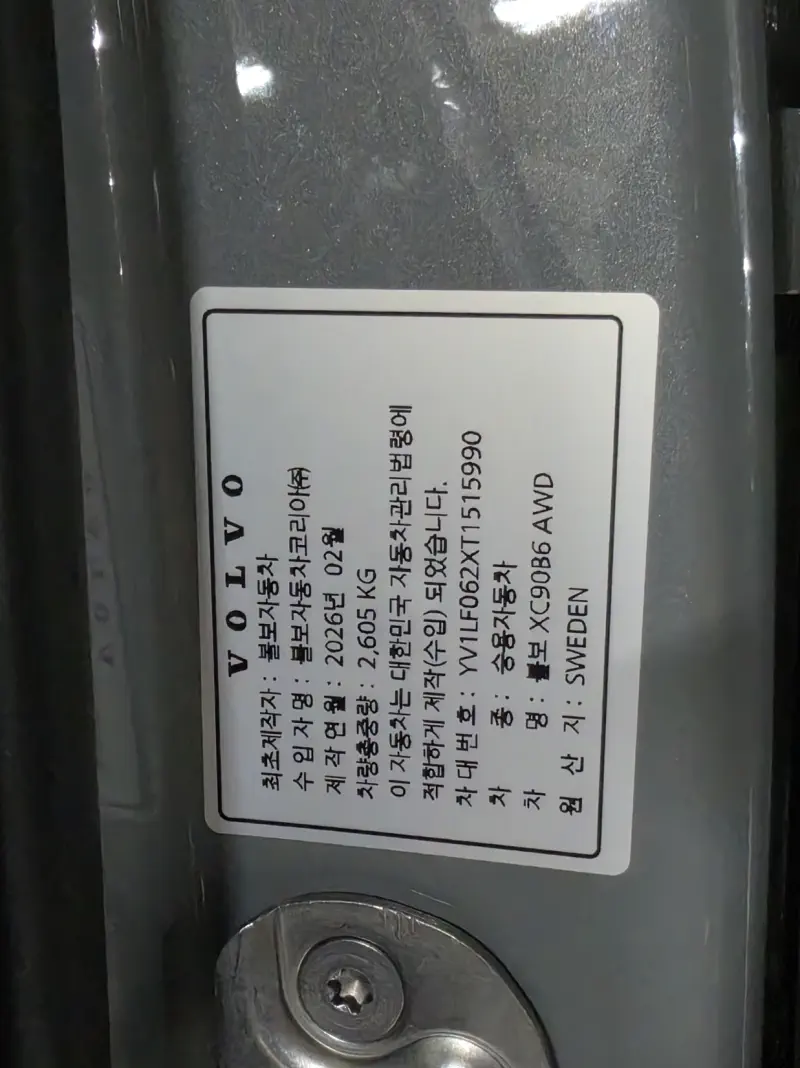 VOLVO
최초제작자 : 볼보자동차
수 입 자 명 : 볼보자동차코리아(주)
제 작 연 월 : 2026년 02월
차량총중량 : 2,605 KG
이 자동차는 대한민국 자동차관리법령에
적합하게 제작(수입) 되었습니다.
차 대 번 호 : YV1LF062XT1515990
차 종 : 승용자동차
차 명 : 볼보 XC90B6 AWD
원 산 지 : SWEDEN